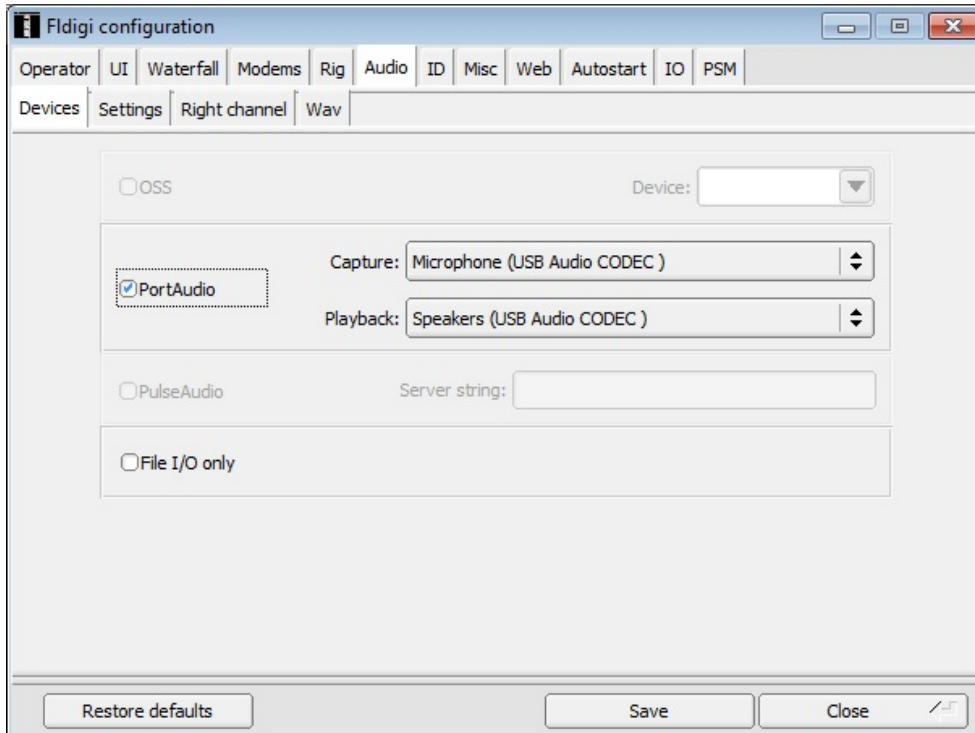 Fldigi configuration
Operator UI Waterfall Modems Rig Audio ID Misc Web Autostart IO PSM
Devices Settings Right channel Wav
OSS Device:
Capture: Microphone (USB Audio CODEC )
PortAudio
Playback: Speakers (USB Audio CODEC )
PulseAudio Server string:
File I/O only
Restore defaults Save Close